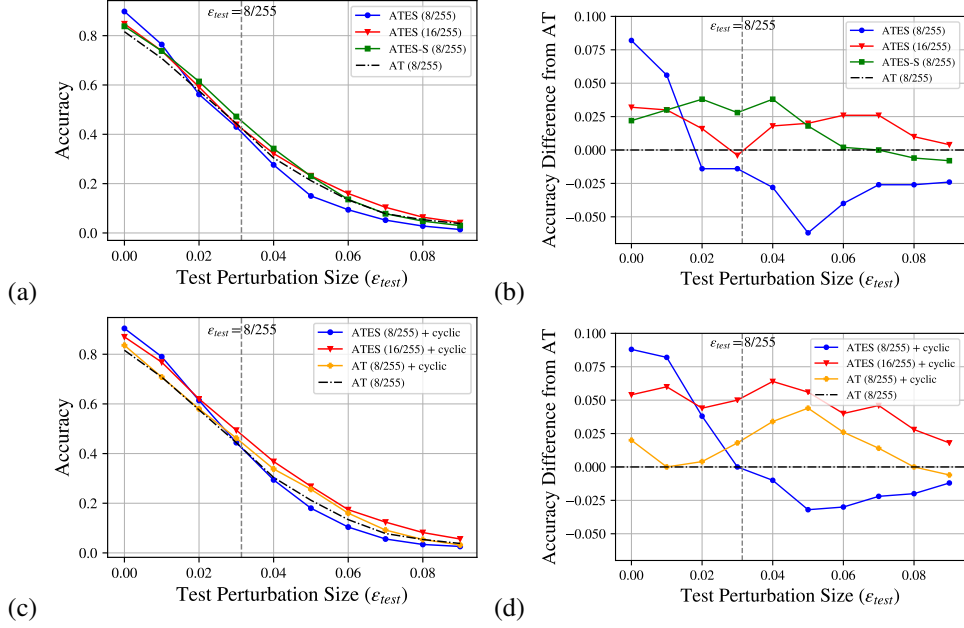 ε_test = 8/255
ATES (8/255)
ATES (16/255)
ATES-S (8/255)
AT (8/255)
0.8
0.6
0.4
0.2
0.0
Accuracy
0.00 0.02 0.04 0.06 0.08
Test Perturbation Size (ε_test)
(a)
ε_test = 8/255
ATES (8/255)
ATES (16/255)
ATES-S (8/255)
AT (8/255)
0.100
0.075
0.050
0.025
0.000
−0.025
−0.050
Accuracy Difference from AT
0.00 0.02 0.04 0.06 0.08
Test Perturbation Size (ε_test)
(b)
ε_test = 8/255
ATES (8/255) + cyclic
ATES (16/255) + cyclic
AT (8/255) + cyclic
AT (8/255)
0.8
0.6
0.4
0.2
0.0
Accuracy
0.00 0.02 0.04 0.06 0.08
Test Perturbation Size (ε_test)
(c)
ε_test = 8/255
ATES (8/255) + cyclic
ATES (16/255) + cyclic
AT (8/255) + cyclic
AT (8/255)
0.100
0.075
0.050
0.025
0.000
−0.025
−0.050
Accuracy Difference from AT
0.00 0.02 0.04 0.06 0.08
Test Perturbation Size (ε_test)
(d)